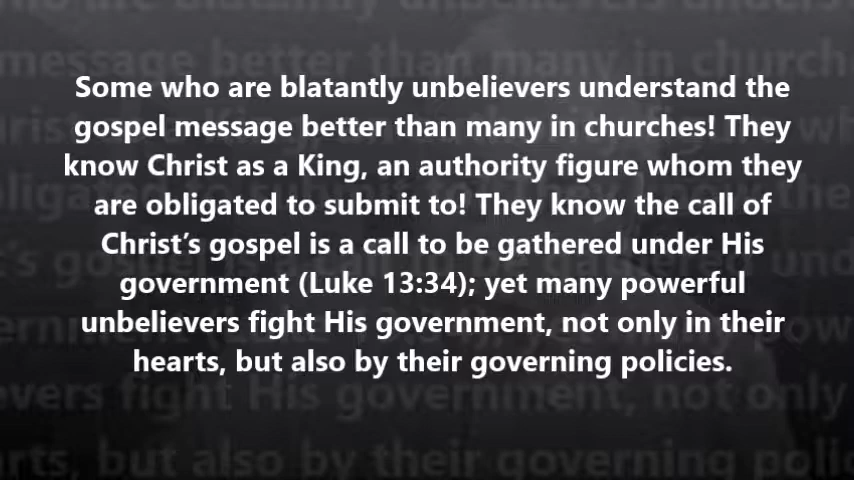 Some who are blatantly unbelievers understand the
gospel message better than many in churches! They
know Christ as a King, an authority figure whom they
are obligated to submit to! They know the call of
Christ’s gospel is a call to be gathered under His
government (Luke 13:34); yet many powerful
unbelievers fight His government, not only in their
hearts, but also by their governing policies.